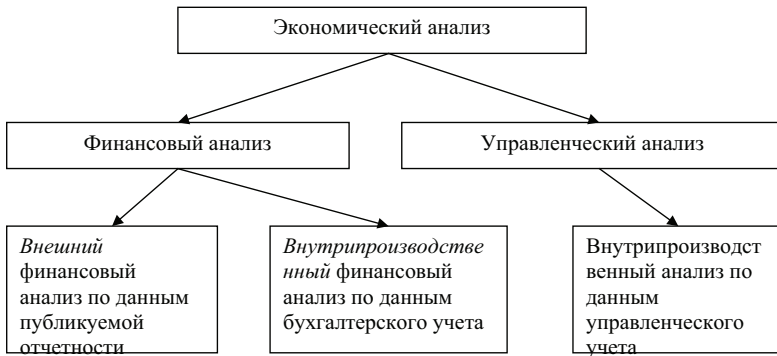 Экономический анализ
Финансовый анализ
Управленческий анализ
Внешний
финансовый
анализ по данным
публикуемой
отчетности
Внутрипроизводстве
нный финансовый
анализ по данным
бухгалтерского учета
Внутрипроизводст
венный анализ по
данным
управленческого
учета